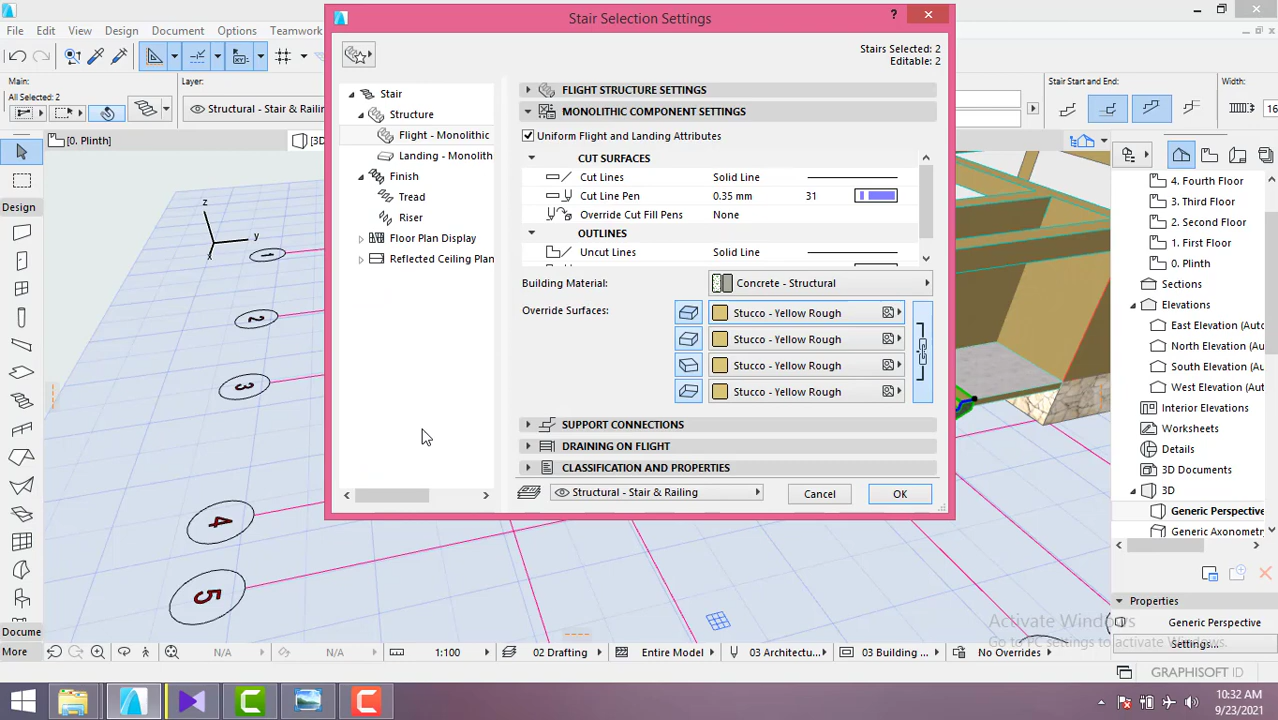 Stair Selection Settings
?
File Edit View Design Document Options Teamwork
Stairs Selected: 2
Editable: 2
Main:
All Selected: 2
Layer:
Structural - Stair & Railin
Stair Start and End:
Width:
16
[0. Plinth]
[3D
Design
More
Docume
Stair
Structure
Flight - Monolithic
Landing - Monolith
Finish
Tread
Riser
Floor Plan Display
Reflected Ceiling Plan
FLIGHT STRUCTURE SETTINGS
MONOLITHIC COMPONENT SETTINGS
Uniform Flight and Landing Attributes
CUT SURFACES
Cut Lines Solid Line
Cut Line Pen 0.35 mm 31
Override Cut Fill Pens None
OUTLINES
Uncut Lines Solid Line
Building Material: Concrete - Structural
Override Surfaces: Stucco - Yellow Rough
Stucco - Yellow Rough
Stucco - Yellow Rough
Stucco - Yellow Rough
SUPPORT CONNECTIONS
DRAINING ON FLIGHT
CLASSIFICATION AND PROPERTIES
Structural - Stair & Railing
Cancel OK
z
y
1
2
3
4
5
4. Fourth Floor
3. Third Floor
2. Second Floor
1. First Floor
0. Plinth
Sections
Elevations
East Elevation (Aut
North Elevation (Au
South Elevation (Au
West Elevation (Aut
Interior Elevations
Worksheets
Details
3D Documents
3D
Generic Perspective
Generic Axonometry
Properties
Generic Perspective
Settings...
Activate Windows
Go to PC settings to activate Windows.
N/A N/A 1:100 02 Drafting Entire Model 03 Architectu... 03 Building ... No Overrides
GRAPHISOFT ID
10:32 AM
9/23/2021